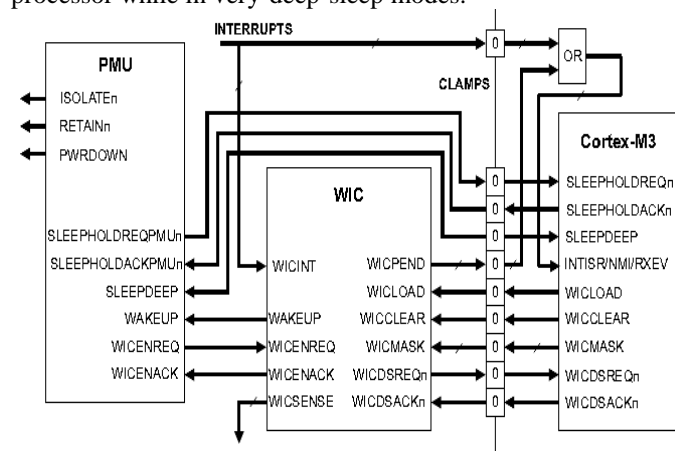 processor while in very deep-sleep modes.
INTERRUPTS
0
OR
PMU
CLAMPS
ISOLATEn
RETAINn
PWRDOWN
Cortex-M3
WIC
0
SLEEPHOLDREQn
0
SLEEPHOLDACKn
SLEEPHOLDREQPMUn
0
SLEEPDEEP
SLEEPHOLDACKPMUn
WICINT
WICPEND
0
INTISR/NMI/RXEV
SLEEPDEEP
WICLOAD
0
WICLOAD
WAKEUP
WAKEUP
WICCLEAR
0
WICCLEAR
WICENREQ
WICENREQ
WICMASK
0
WICMASK
WICENACK
WICENACK
WICDSREQn
0
WICDSREQn
WICSENSE
WICDSACKn
0
WICDSACKn